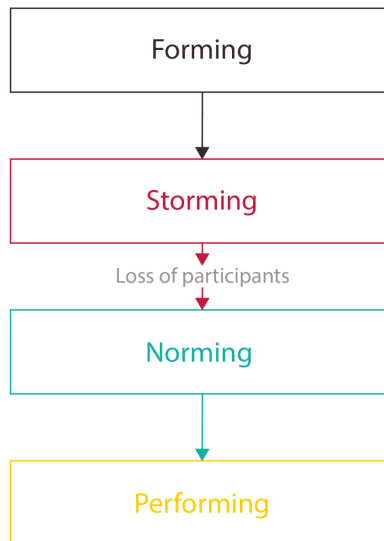 Forming
Storming
Loss of participants
Norming
Performing